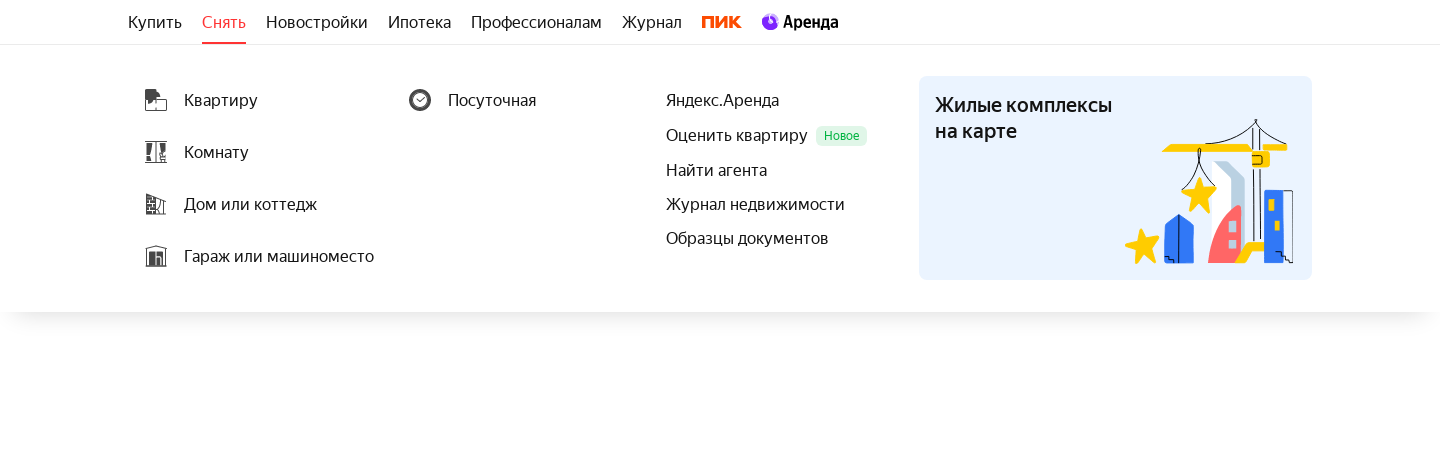 Купить Снять Новостройки Ипотека Профессионалам Журнал ПИК Аренда
Квартиру
Комнату
Дом или коттедж
Гараж или машиноместо
Посуточная
Яндекс.Аренда
Оценить квартиру Новое
Найти агента
Журнал недвижимости
Образцы документов
Жилые комплексы
на карте